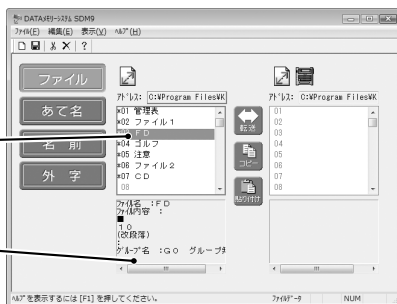 DATAﾒﾓﾘｰｼｽﾃﾑ SDM9
ﾌｧｲﾙ(F) 編集(E) 表示(V) ﾍﾙﾌﾟ(H)
ファイル
あて名
名 前
外 字
ｱﾄﾞﾚｽ: C:¥Program Files¥K
*01 管理表
*02 ファイル1
*03 FD
*04 ゴルフ
*05 注意
*06 ファイル2
*07 CD
08
転送
コピー
貼り付け
ｱﾄﾞﾚｽ: C:¥Program Files¥K
01
02
03
04
05
06
07
08
ﾌｧｲﾙ名 :FD
ﾌｧｲﾙ内容 :
■
10
(改段落)
:
ｸﾞﾙｰﾌﾟ名 :G0 グループ
ﾍﾙﾌﾟを表示するには [F1] を押してください。
ﾌｧｲﾙﾃﾞｰﾀ
NUM